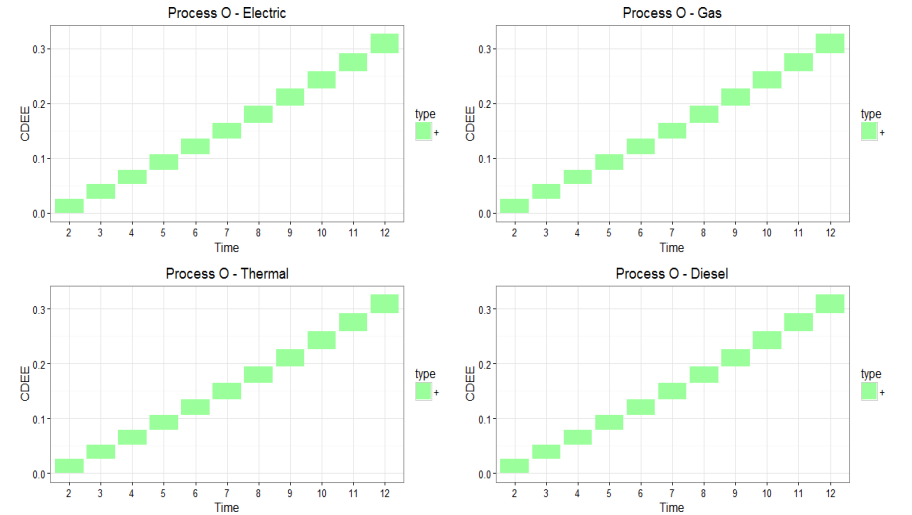 Process O - Electric
CDEE
0.3
0.2
0.1
0.0
2 3 4 5 6 7 8 9 10 11 12
Time
type
+
Process O - Gas
CDEE
0.3
0.2
0.1
0.0
2 3 4 5 6 7 8 9 10 11 12
Time
type
+
Process O - Thermal
CDEE
0.3
0.2
0.1
0.0
2 3 4 5 6 7 8 9 10 11 12
Time
type
+
Process O - Diesel
CDEE
0.3
0.2
0.1
0.0
2 3 4 5 6 7 8 9 10 11 12
Time
type
+